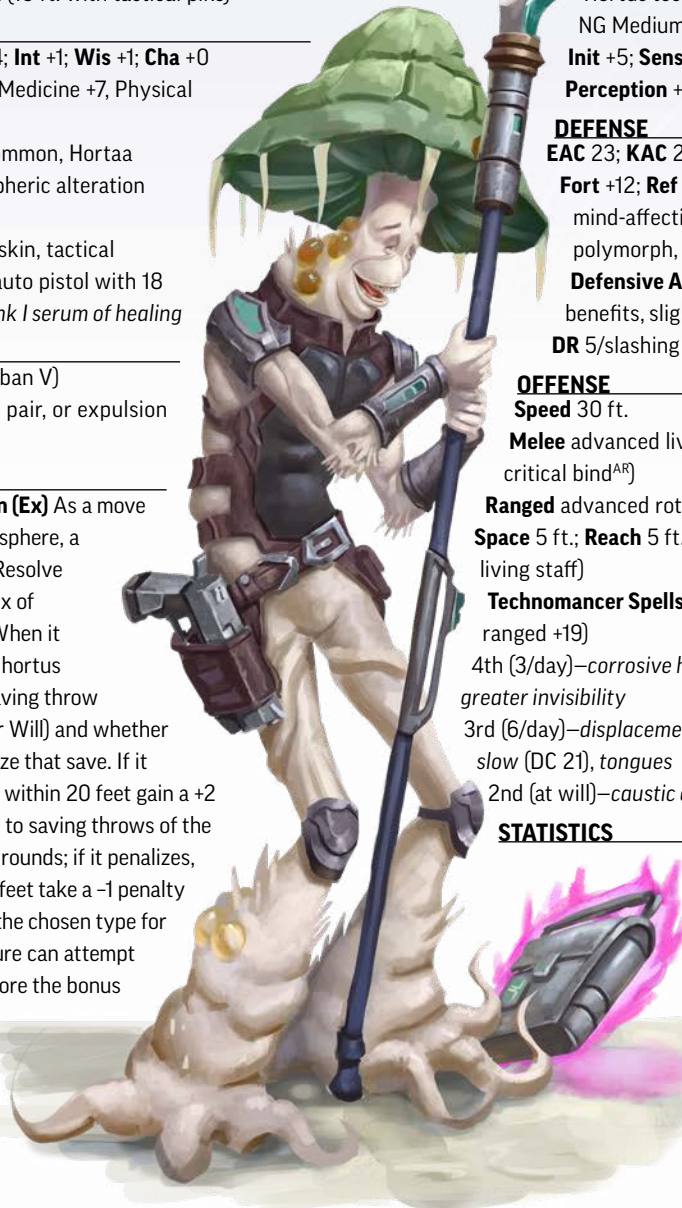 ft. with tactical pike)
; Int +1; Wis +1; Cha +0
Medicine +7, Physical
mmon, Hortaa
pheric alteration
skin, tactical
auto pistol with 18
nk I serum of healing
ban V)
pair, or expulsion
n (Ex) As a move
sphere, a
Resolve
x of
When it
hortus
aving throw
r Will) and whether
ze that save. If it
within 20 feet gain a +2
to saving throws of the
rounds; if it penalizes,
feet take a –1 penalty
the chosen type for
ure can attempt
ore the bonus
Hortus
NG Medium
Init +5; Sens
Perception +
DEFENSE
EAC 23; KAC 2
Fort +12; Ref
mind-affecti
polymorph,
Defensive A
benefits, slig
DR 5/slashing
OFFENSE
Speed 30 ft.
Melee advanced liv
critical bindAR)
Ranged advanced rot
Space 5 ft.; Reach 5 ft.
living staff)
Technomancer Spells
ranged +19)
4th (3/day)—corrosive h
greater invisibility
3rd (6/day)—displaceme
slow (DC 21), tongues
2nd (at will)—caustic
STATISTICS